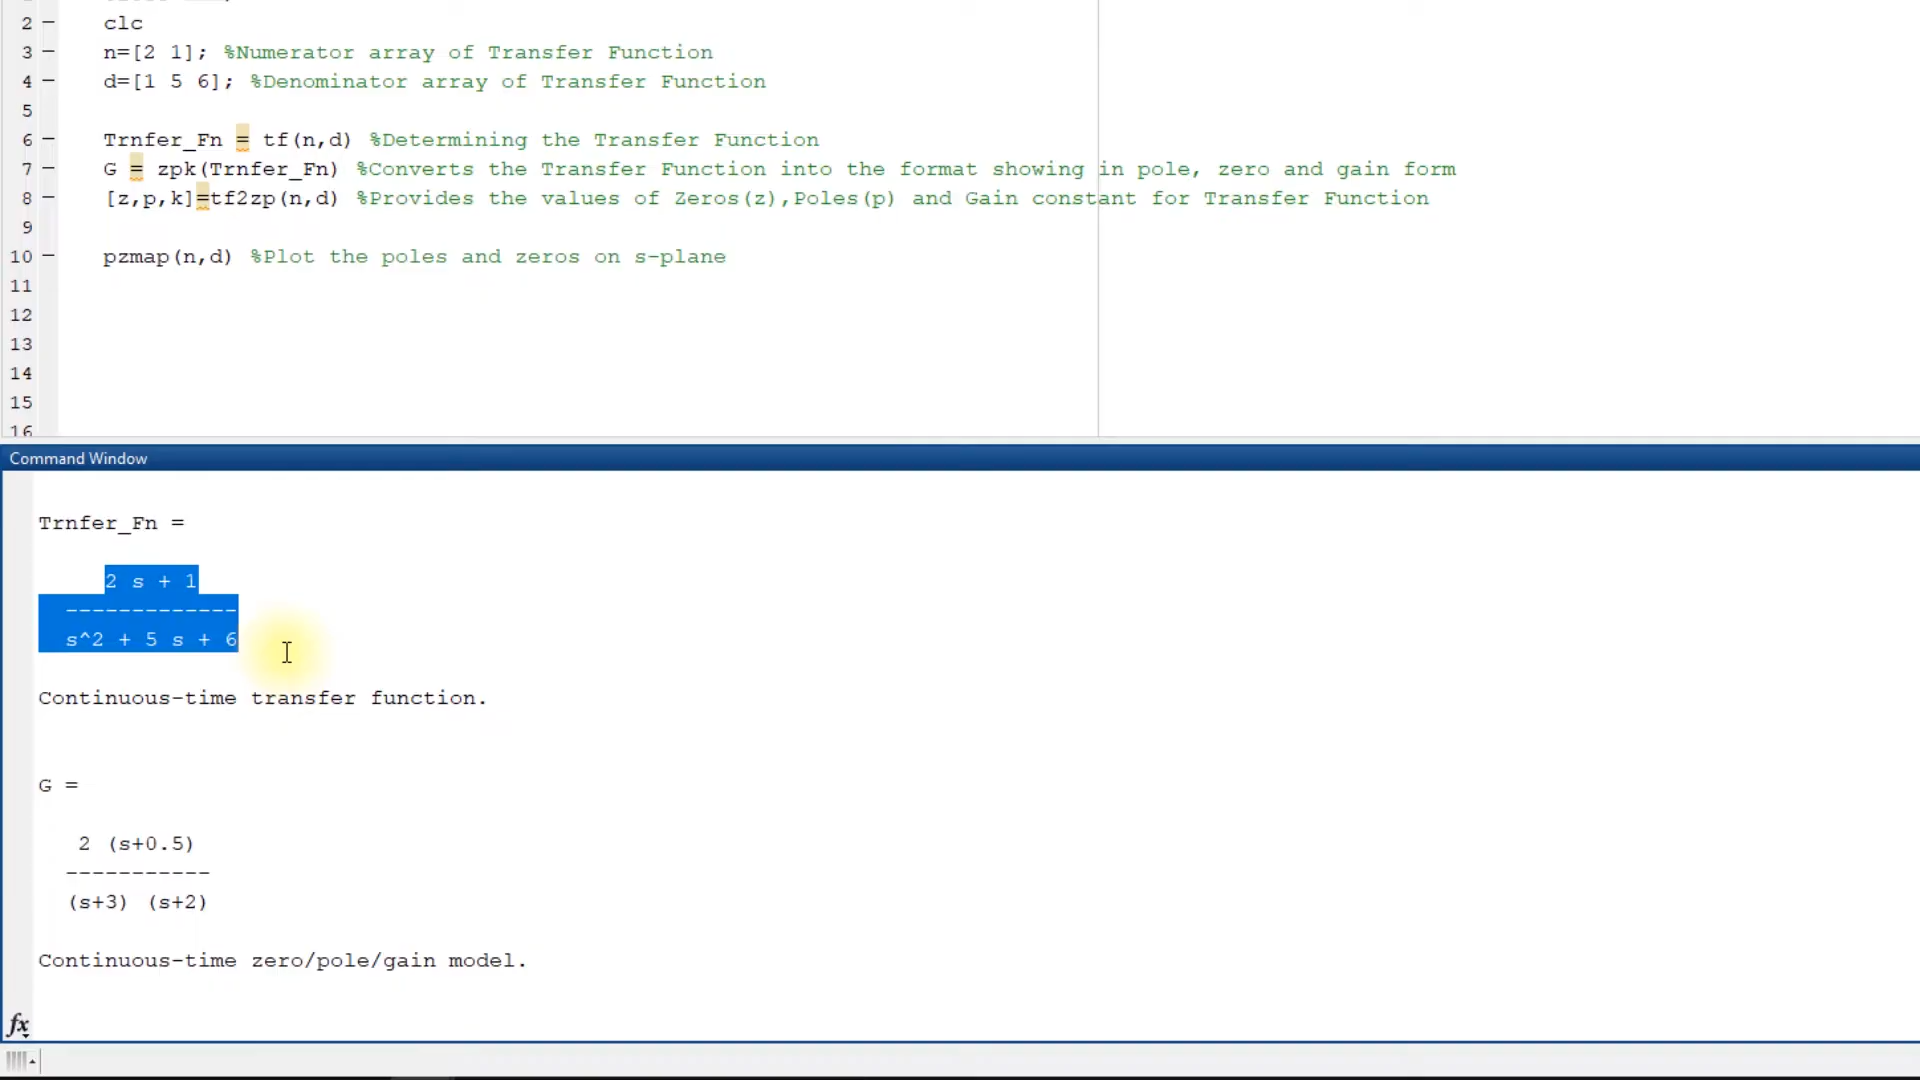 2 clc
3 n=[2 1]; %Numerator array of Transfer Function
4 d=[1 5 6]; %Denominator array of Transfer Function
5
6 Trnfer_Fn = tf(n,d) %Determining the Transfer Function
7 G = zpk(Trnfer_Fn) %Converts the Transfer Function into the format showing in pole, zero and gain form
8 [z,p,k]=tf2zp(n,d) %Provides the values of Zeros(z),Poles(p) and Gain constant for Transfer Function
9
10 pzmap(n,d) %Plot the poles and zeros on s-plane
11
12
13
14
15
16
Command Window
Trnfer_Fn =
2 s + 1
-------------
s^2 + 5 s + 6
Continuous-time transfer function.
G =
2 (s+0.5)
-----------
(s+3) (s+2)
Continuous-time zero/pole/gain model.
fx